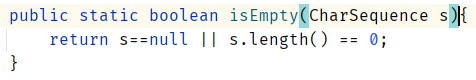 public static boolean isEmpty(CharSequence s){
    return s==null || s.length() == 0;
}